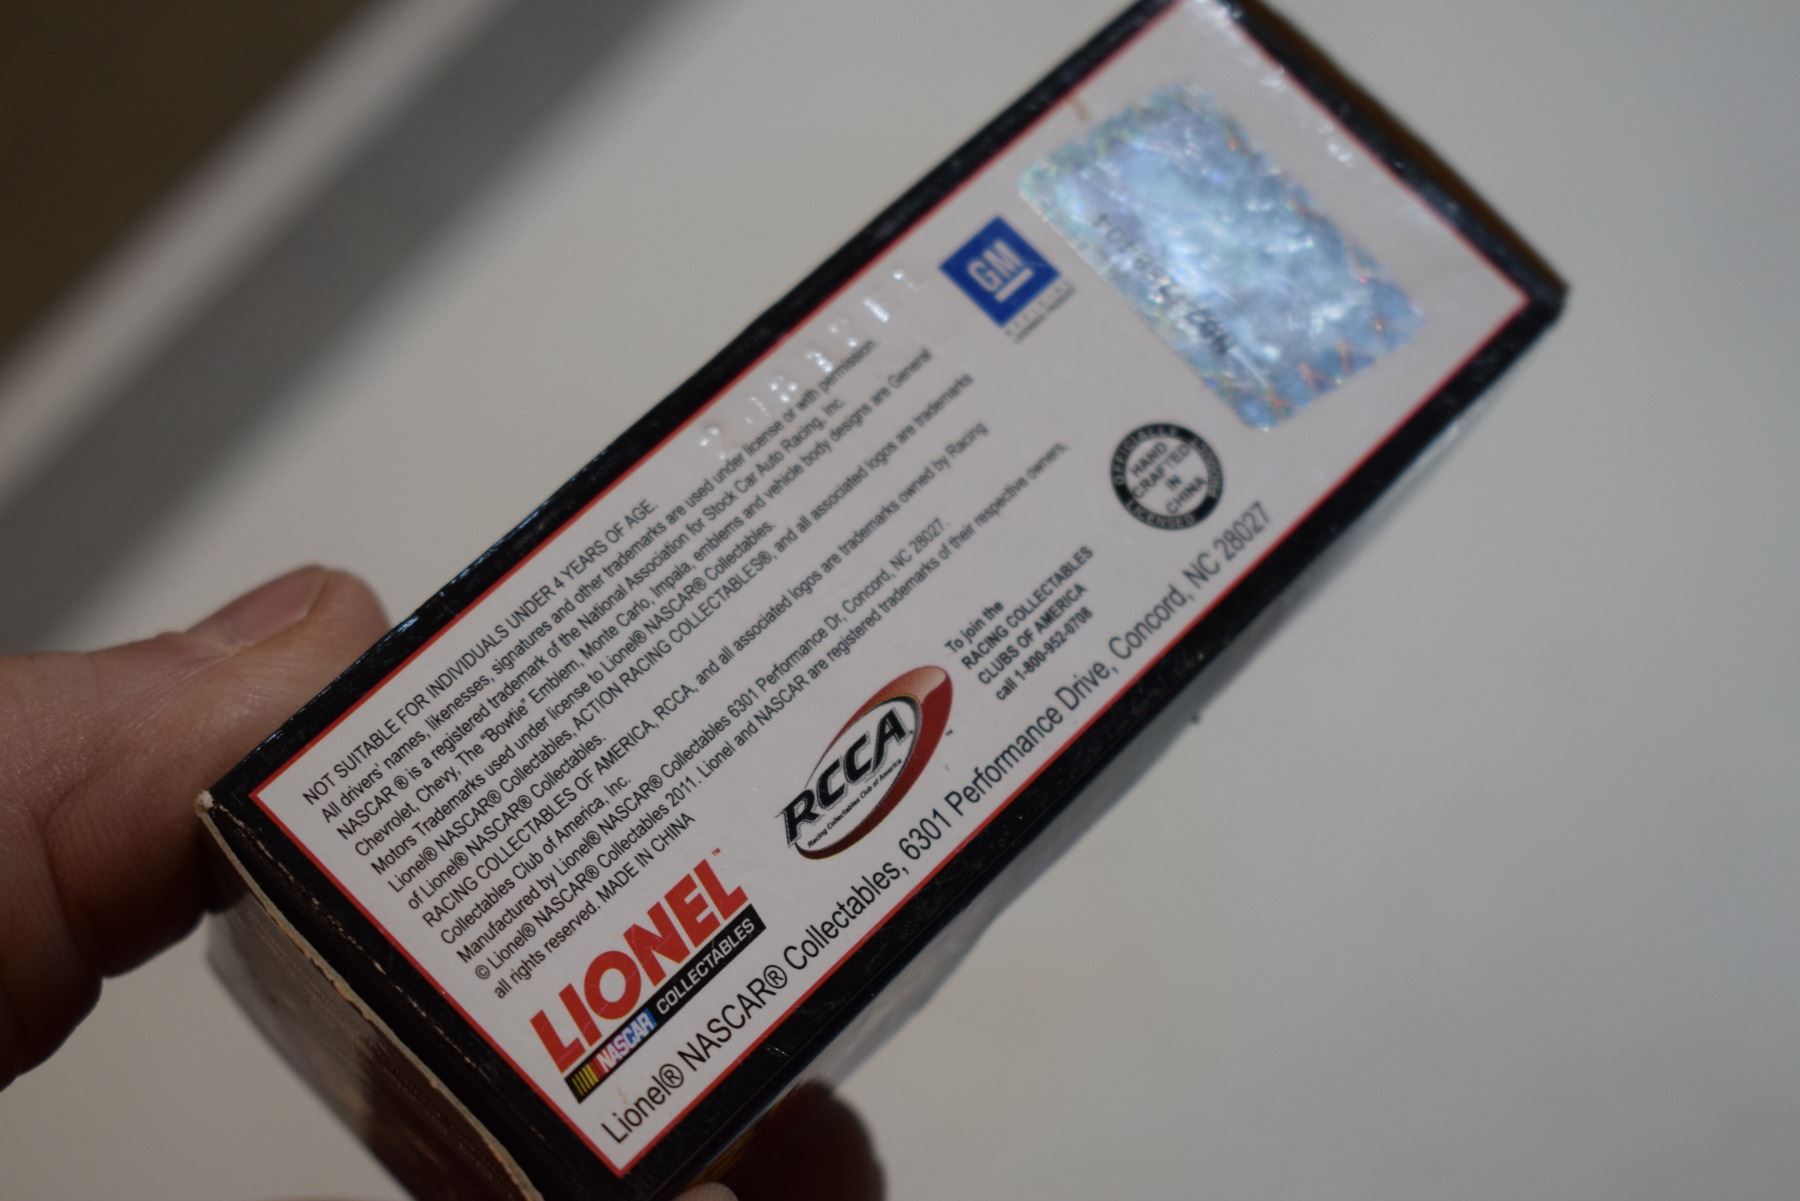 NOT SUITABLE FOR INDIVIDUALS UNDER 4 YEARS OF AGE.
All drivers' names, likenesses, signatures and other trademarks are used under license or with permission.
NASCAR ® is a registered trademark of the National Association for Stock Car Auto Racing, Inc.
Chevrolet, Chevy, The "Bowtie" Emblem, Monte Carlo, Impala, emblems and vehicle body designs are General
Motors Trademarks used under license to Lionel® NASCAR® Collectables.
Lionel® NASCAR® Collectables, ACTION RACING COLLECTABLES®, and all associated logos are trademarks
of Lionel® NASCAR® Collectables.
RACING COLLECTABLES OF AMERICA, RCCA, and all associated logos are trademarks owned by Racing
Collectables Club of America, Inc.
Manufactured by Lionel® NASCAR® Collectables 6301 Performance Dr, Concord, NC 28027.
© Lionel® NASCAR® Collectables 2011. Lionel and NASCAR are registered trademarks of their respective owners,
all rights reserved. MADE IN CHINA
GM
OFFICIALLY LICENSED
HAND
CRAFTED
IN
CHINA
LIONEL™
NASCAR COLLECTABLES
RCCA™
Racing Collectables Club of America
To join the
RACING COLLECTABLES
CLUBS OF AMERICA
call 1-800-952-0708
Lionel® NASCAR® Collectables, 6301 Performance Drive, Concord, NC 28027